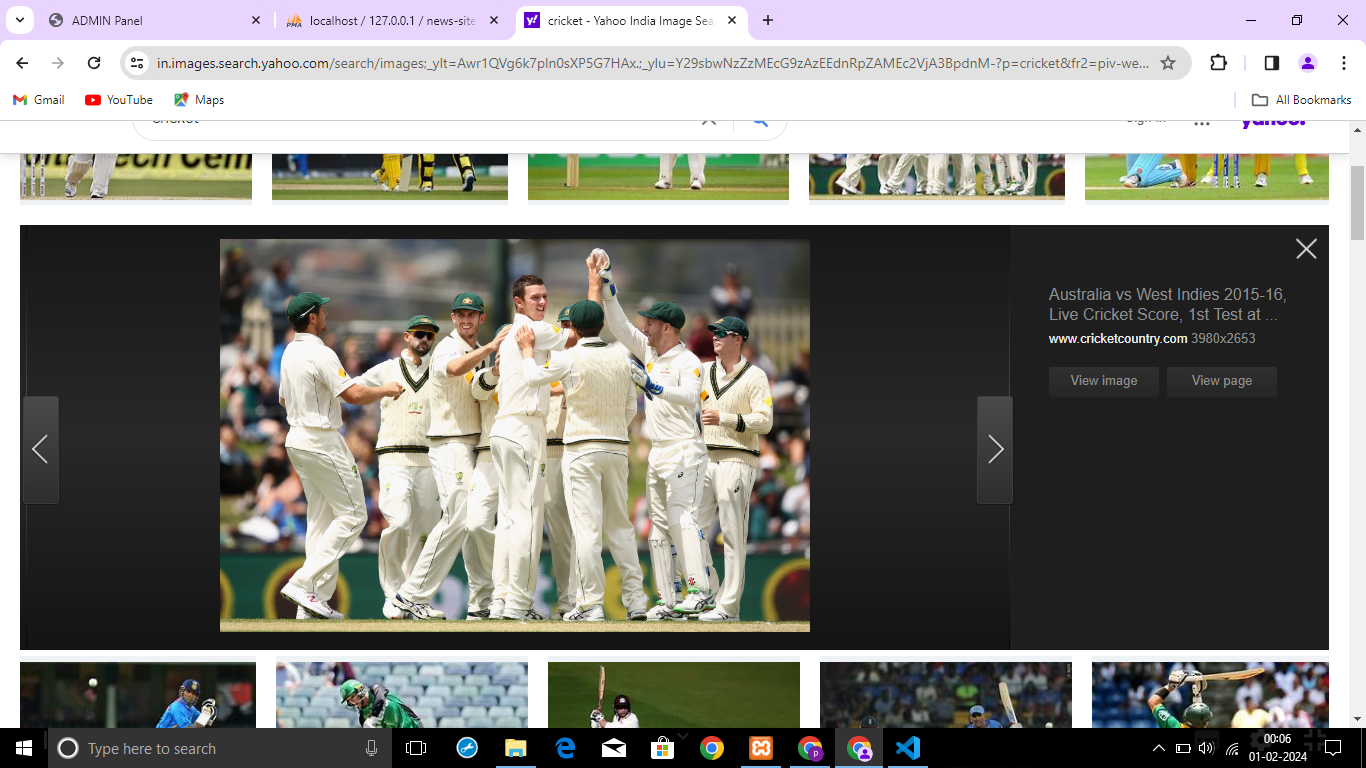 ADMIN Panel
localhost / 127.0.0.1 / news-site
cricket - Yahoo India Image Sea
in.images.search.yahoo.com/search/images;_ylt=Awr1QVg6k7pln0sXP5G7HAx.;_ylu=Y29sbwNzZzMEcG9zAzEEdnRpZAMEc2VjA3BpdnM-?p=cricket&fr2=piv-we...
Gmail
YouTube
Maps
All Bookmarks
cricket
Sign in
yahoo!
Australia vs West Indies 2015-16,
Live Cricket Score, 1st Test at ...
www.cricketcountry.com 3980x2653
View image
View page
Type here to search
00:06
01-02-2024